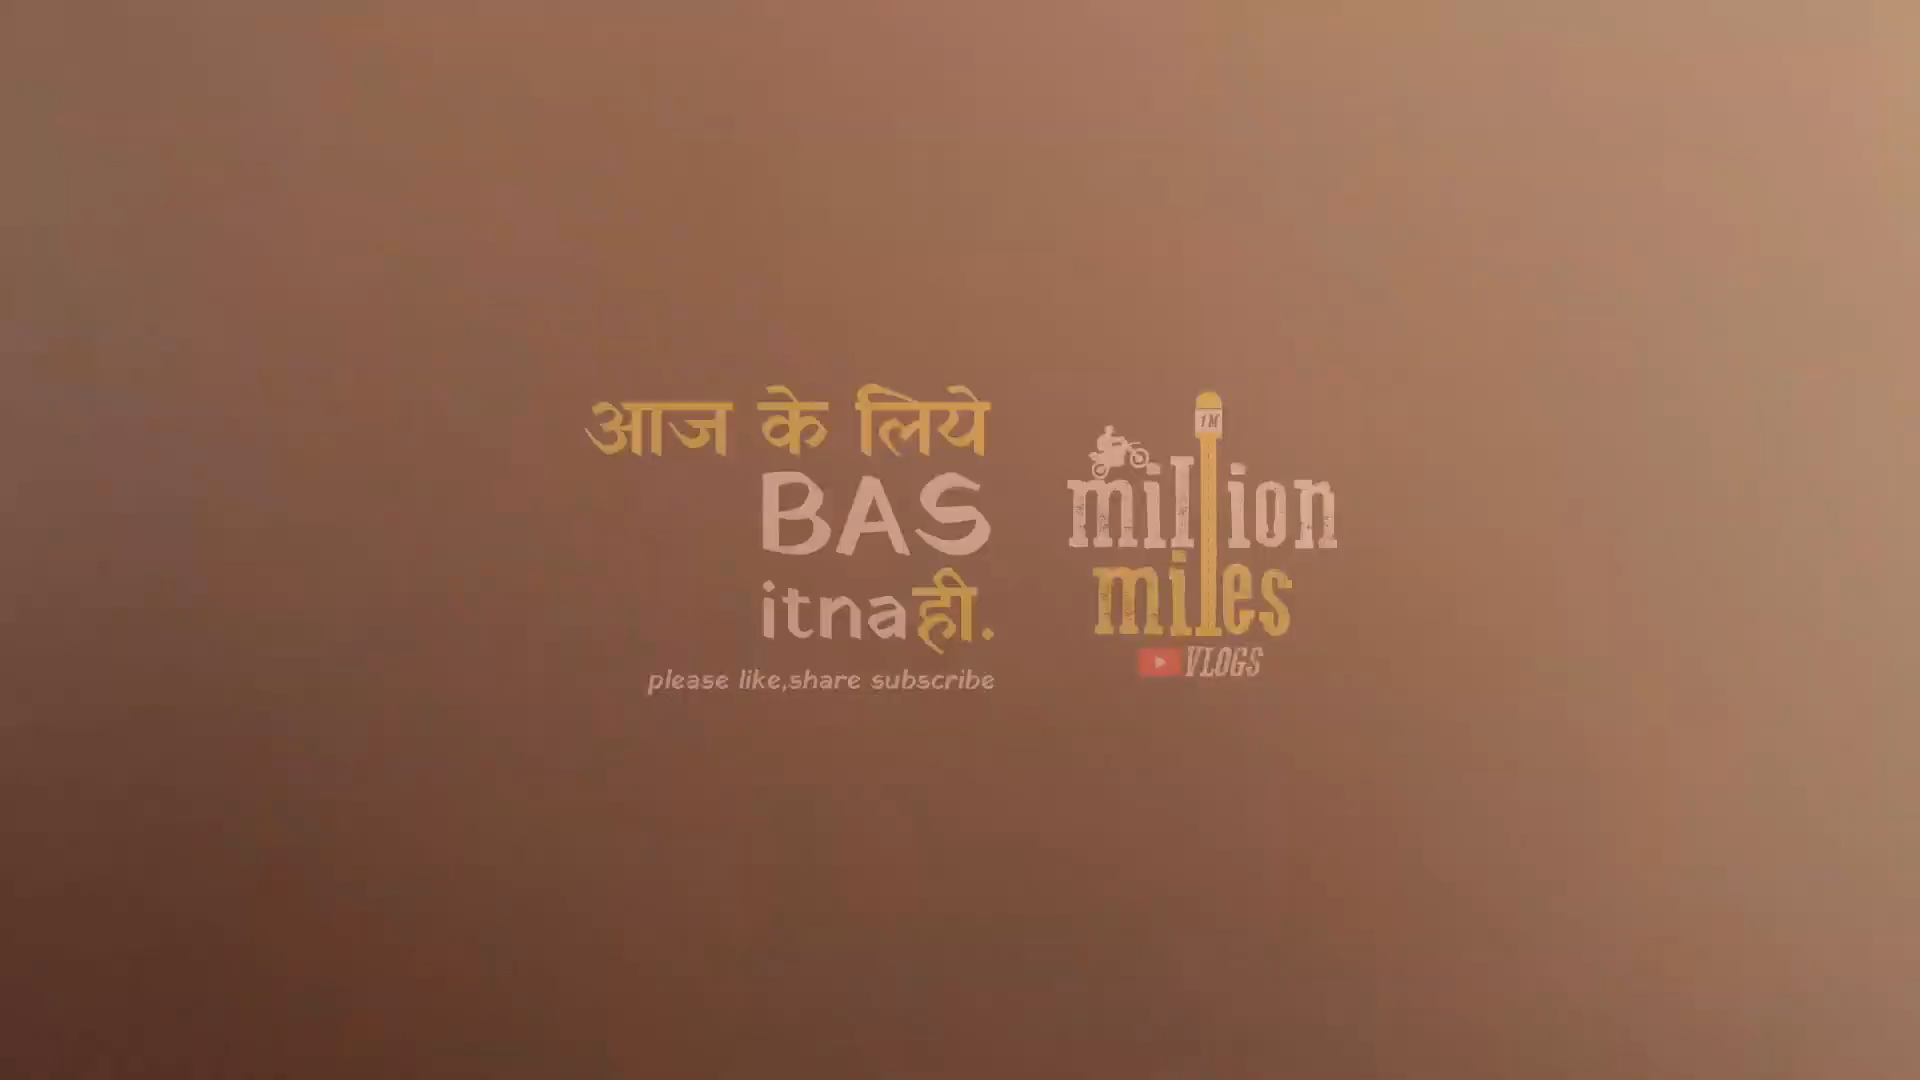 आज के लिये
BAS
itnaही.
please like,share subscribe
1M
million
miles
VLOGS